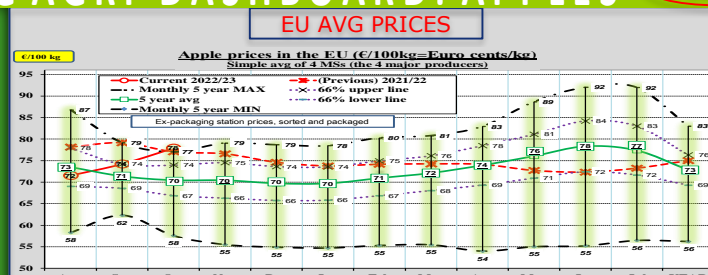 EU AVG PRICES
€/100 kg
Apple prices in the EU (€/100kg=Euro cents/kg)
Simple avg of 4 MSs (the 4 major producers)
Current 2022/23
(Previous) 2021/22
Monthly 5 year MAX
66% upper line
5 year avg
66% lower line
Monthly 5 year MIN
Ex-packaging station prices, sorted and packaged
95
90
85
80
75
70
65
60
55
50
87 79 79 79 78 80 81 83 89 92 92 83
78 74 74 75 74 74 75 76 78 81 84 83 76
78 77
73 71 70 70 70 70 71 72 74 76 78 77 73
72
69 69 67 66 66 66 67 68 69 71 72 72 69
58 62 58 55 55 55 55 55 54 55 55 56 56